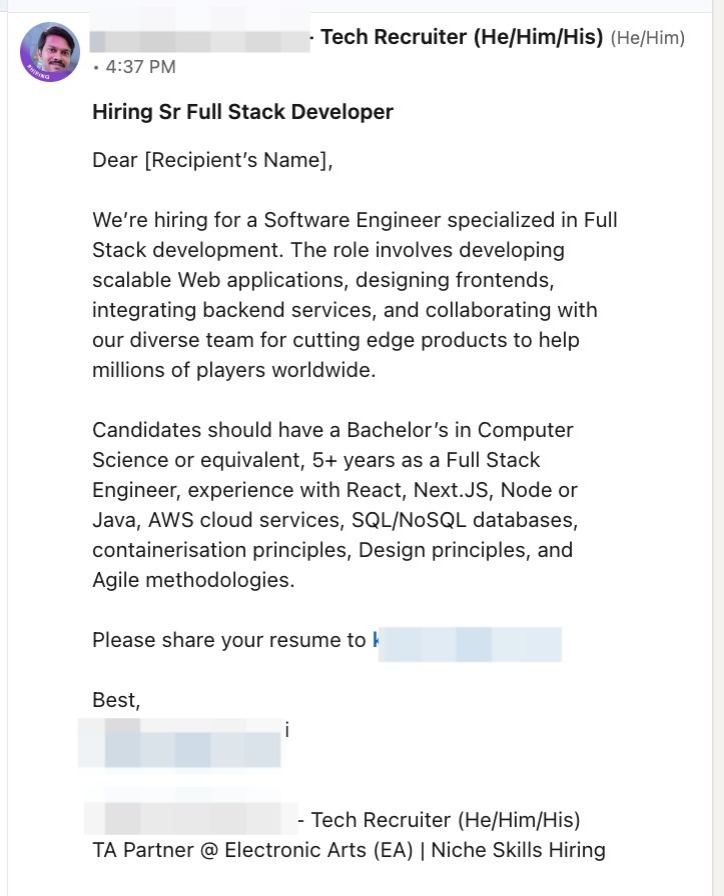 - Tech Recruiter (He/Him/His) (He/Him)
• 4:37 PM
Hiring Sr Full Stack Developer
Dear [Recipient's Name],
We're hiring for a Software Engineer specialized in Full
Stack development. The role involves developing
scalable Web applications, designing frontends,
integrating backend services, and collaborating with
our diverse team for cutting edge products to help
millions of players worldwide.
Candidates should have a Bachelor's in Computer
Science or equivalent, 5+ years as a Full Stack
Engineer, experience with React, Next.JS, Node or
Java, AWS cloud services, SQL/NoSQL databases,
containerisation principles, Design principles, and
Agile methodologies.
Please share your resume to k
Best,
i
- Tech Recruiter (He/Him/His)
TA Partner @ Electronic Arts (EA) | Niche Skills Hiring